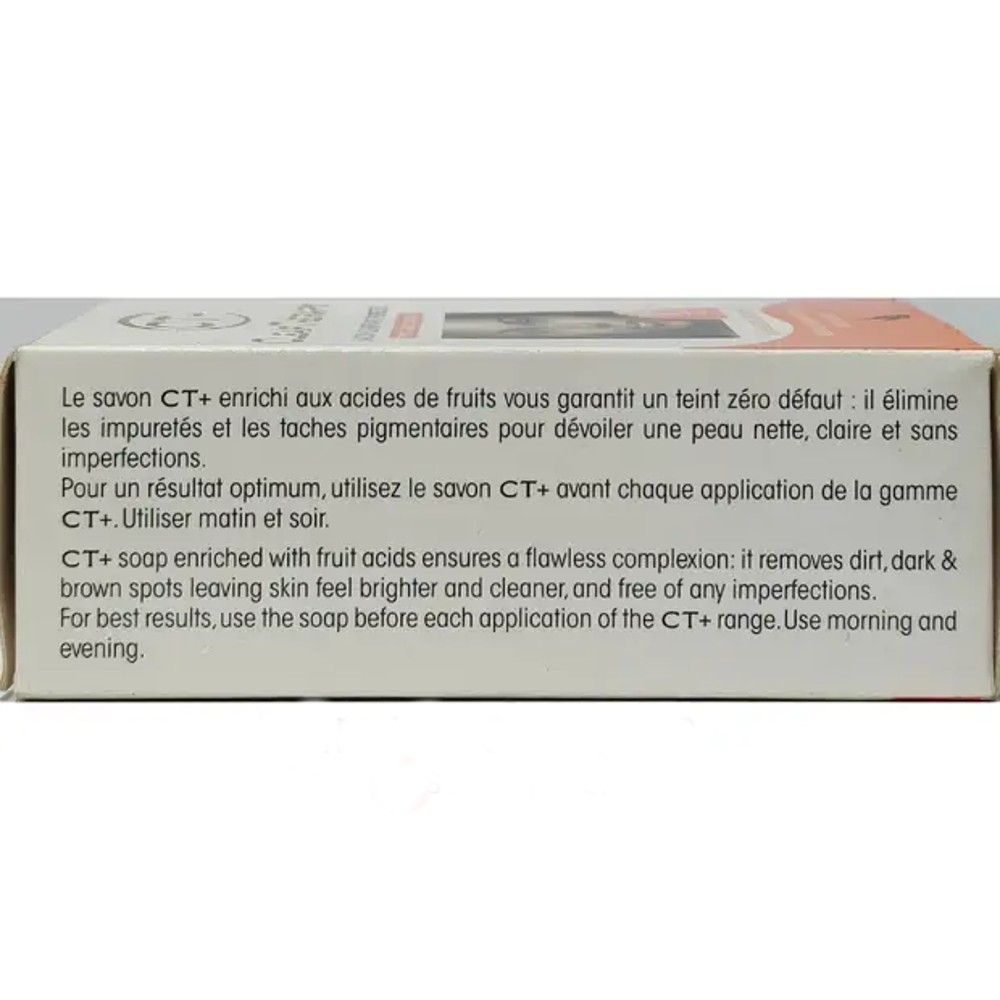 Le savon CT+ enrichi aux acides de fruits vous garantit un teint zéro défaut : il élimine
les impuretés et les taches pigmentaires pour dévoiler une peau nette, claire et sans
imperfections.
Pour un résultat optimum, utilisez le savon CT+ avant chaque application de la gamme
CT+. Utiliser matin et soir.
CT+ soap enriched with fruit acids ensures a flawless complexion: it removes dirt, dark &
brown spots leaving skin feel brighter and cleaner, and free of any imperfections.
For best results, use the soap before each application of the CT+ range. Use morning and
evening.